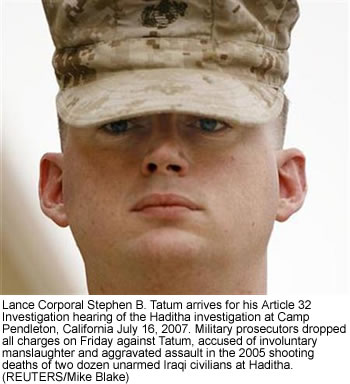 Lance Corporal Stephen B. Tatum arrives for his Article 32
Investigation hearing of the Haditha investigation at Camp
Pendleton, California July 16, 2007. Military prosecutors dropped
all charges on Friday against Tatum, accused of involuntary
manslaughter and aggravated assault in the 2005 shooting
deaths of two dozen unarmed Iraqi civilians at Haditha.
(REUTERS/Mike Blake)